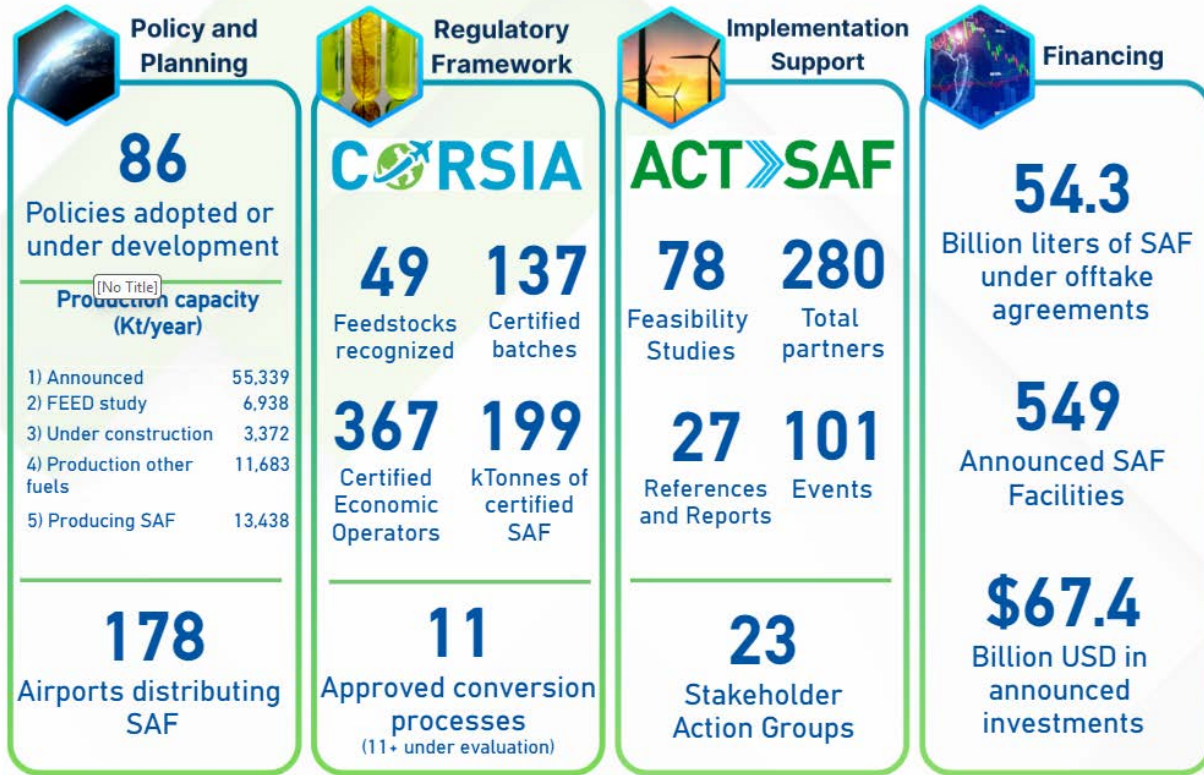 Policy and
Planning
86
Policies adopted or
under development
[No Title]
Production capacity
(Kt/year)
1) Announced 55,339
2) FEED study 6,938
3) Under construction 3,372
4) Production other 11,683
fuels
5) Producing SAF 13,438
178
Airports distributing
SAF
Regulatory
Framework
CORSIA
49
Feedstocks
recognized
137
Certified
batches
367
Certified
Economic
Operators
199
kTonnes of
certified
SAF
11
Approved conversion
processes
(11+ under evaluation)
Implementation
Support
ACT SAF
78
Feasibility
Studies
280
Total
partners
27
References
and Reports
101
Events
23
Stakeholder
Action Groups
Financing
54.3
Billion liters of SAF
under offtake
agreements
549
Announced SAF
Facilities
$67.4
Billion USD in
announced
investments